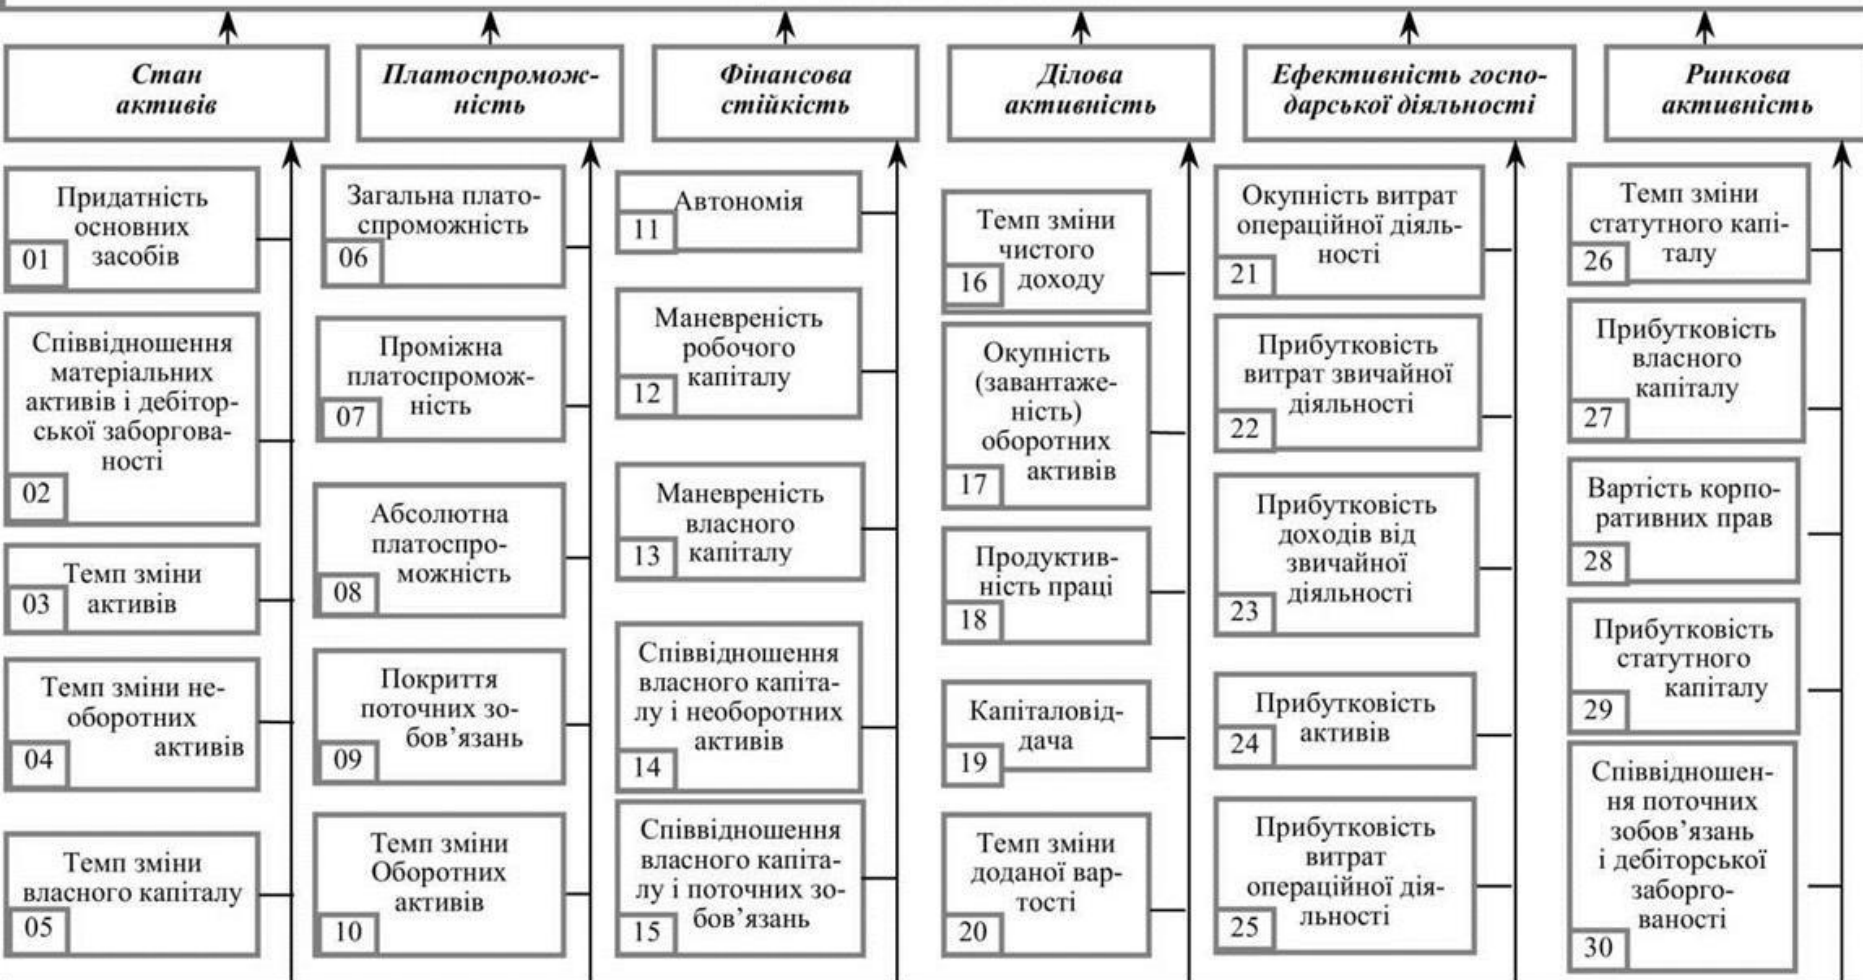 Стан
активів
Платоспромож-
ність
Фінансова
стійкість
Ділова
активність
Ефективність госпо-
дарської діяльності
Ринкова
активність
Придатність
основних
засобів
01
Співвідношення
матеріальних
активів і дебітор-
ської заборгова-
ності
02
Темп зміни
активів
03
Темп зміни не-
оборотних
активів
04
Темп зміни
власного капіталу
05
Загальна плато-
спроможність
06
Проміжна
платоспромож-
ність
07
Абсолютна
платоспро-
можність
08
Покриття
поточних зо-
бов’язань
09
Темп зміни
Оборотних
активів
10
Автономія
11
Маневреність
робочого
капіталу
12
Маневреність
власного
капіталу
13
Співвідношення
власного капіта-
лу і необоротних
активів
14
Співвідношення
власного капіта-
лу і поточних зо-
бов’язань
15
Темп зміни
чистого
доходу
16
Окупність
(завантаже-
ність)
оборотних
активів
17
Продуктив-
ність праці
18
Капіталовід-
дача
19
Темп зміни
доданої вар-
тості
20
Окупність витрат
операційної діяль-
ності
21
Прибутковість
витрат звичайної
діяльності
22
Прибутковість
доходів від
звичайної
діяльності
23
Прибутковість
активів
24
Прибутковість
витрат
операційної дія-
льності
25
Темп зміни
статутного капі-
талу
26
Прибутковість
власного
капіталу
27
Вартість корпо-
ративних прав
28
Прибутковість
статутного
капіталу
29
Співвідношен-
ня поточних
зобов’язань
і дебіторської
заборго-
ваності
30